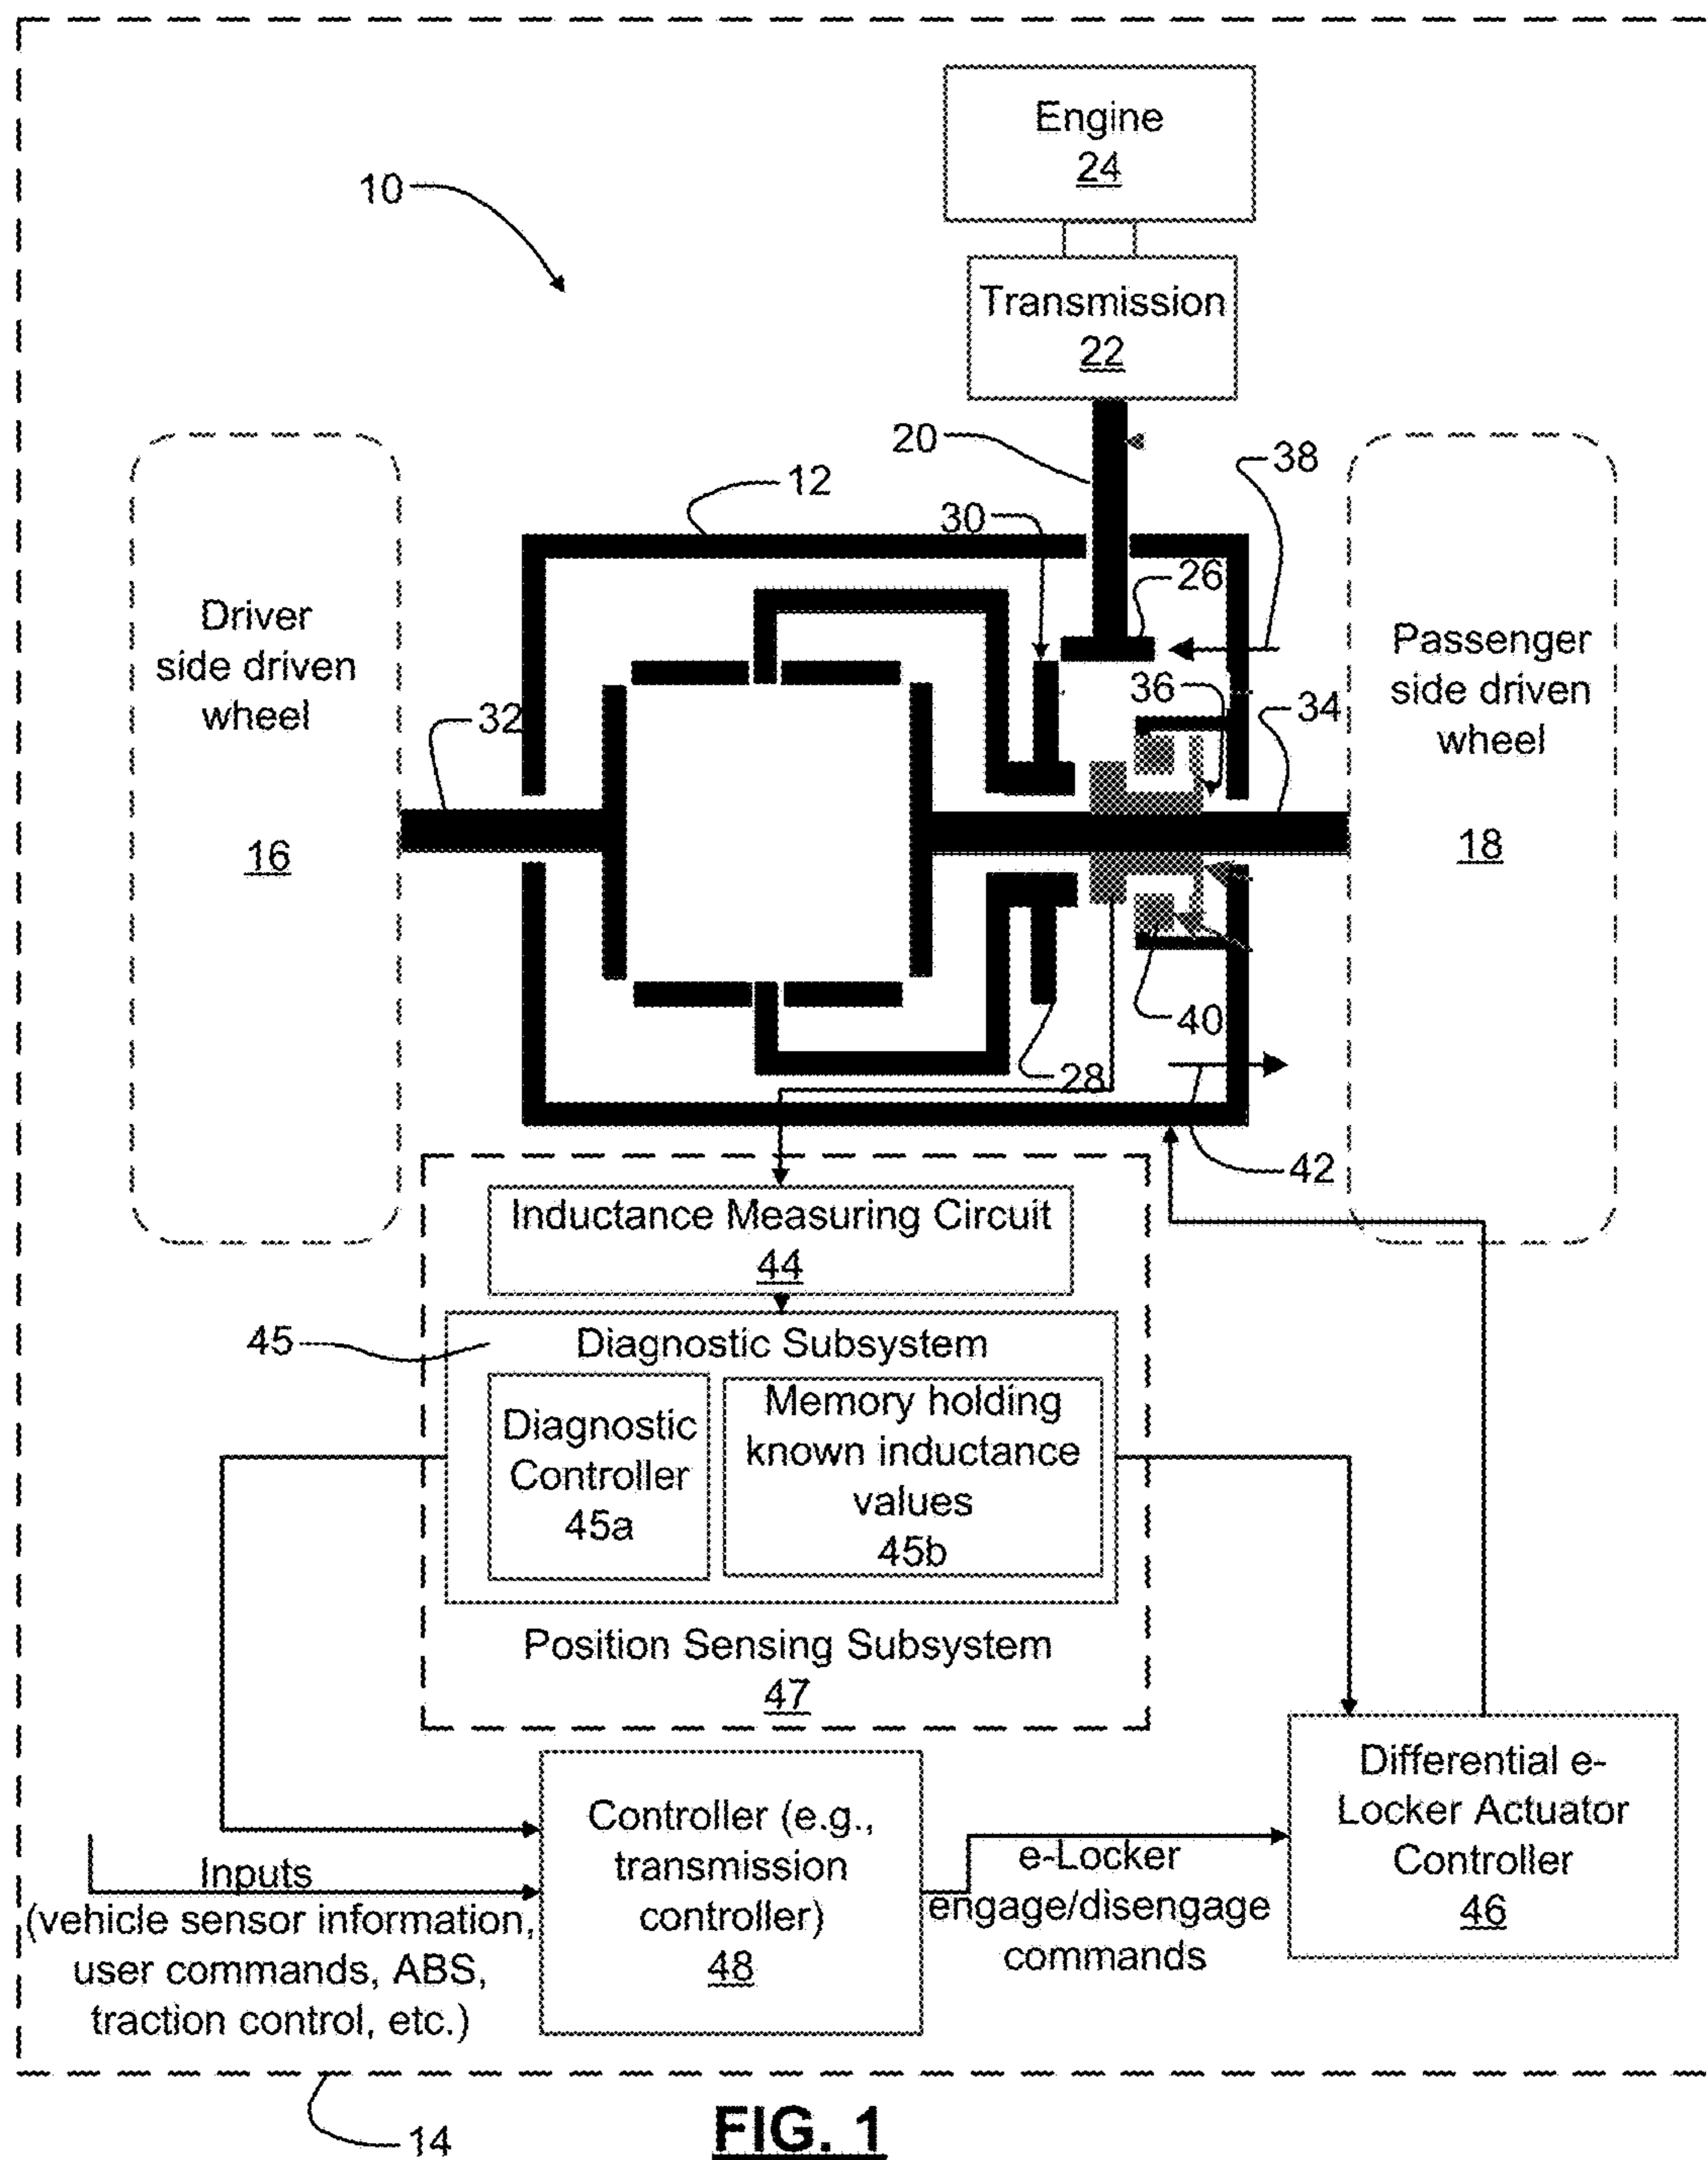 Engine
24
10
Transmission
22
20
38
12
30
26
Driver
side driven
wheel
16
Passenger
side driven
wheel
18
36
32
34
40
28
42
Inductance Measuring Circuit
44
45
Diagnostic Subsystem
Diagnostic
Controller
45a
Memory holding
known inductance
values
45b
Position Sensing Subsystem
47
Inputs
(vehicle sensor information,
user commands, ABS,
traction control, etc.)
Controller (e.g.,
transmission
controller)
48
e-Locker
engage/disengage
commands
Differential e-
Locker Actuator
Controller
46
14
FIG. 1